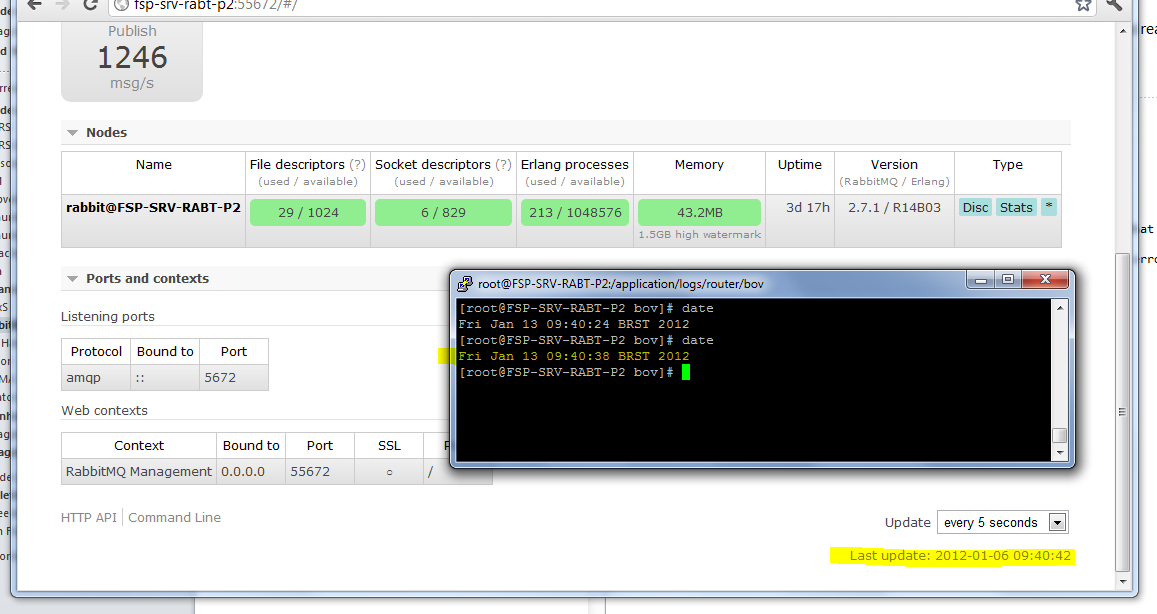 fsp-srv-rabt-p2:55672/#/
Publish
1246
msg/s
Nodes
Name File descriptors (?) Socket descriptors (?) Erlang processes Memory Uptime Version Type
(used / available) (used / available) (used / available) (RabbitMQ / Erlang)
rabbit@FSP-SRV-RABT-P2 29 / 1024 6 / 829 213 / 1048576 43.2MB 3d 17h 2.7.1 / R14B03 Disc Stats *
1.5GB high watermark
Ports and contexts
Listening ports
Protocol Bound to Port
amqp :: 5672
Web contexts
Context Bound to Port SSL
RabbitMQ Management 0.0.0.0 55672 ○ /
root@FSP-SRV-RABT-P2:/application/logs/router/bov
[root@FSP-SRV-RABT-P2 bov]# date
Fri Jan 13 09:40:24 BRST 2012
[root@FSP-SRV-RABT-P2 bov]# date
Fri Jan 13 09:40:38 BRST 2012
[root@FSP-SRV-RABT-P2 bov]#
HTTP API Command Line
Update every 5 seconds
Last update: 2012-01-06 09:40:42